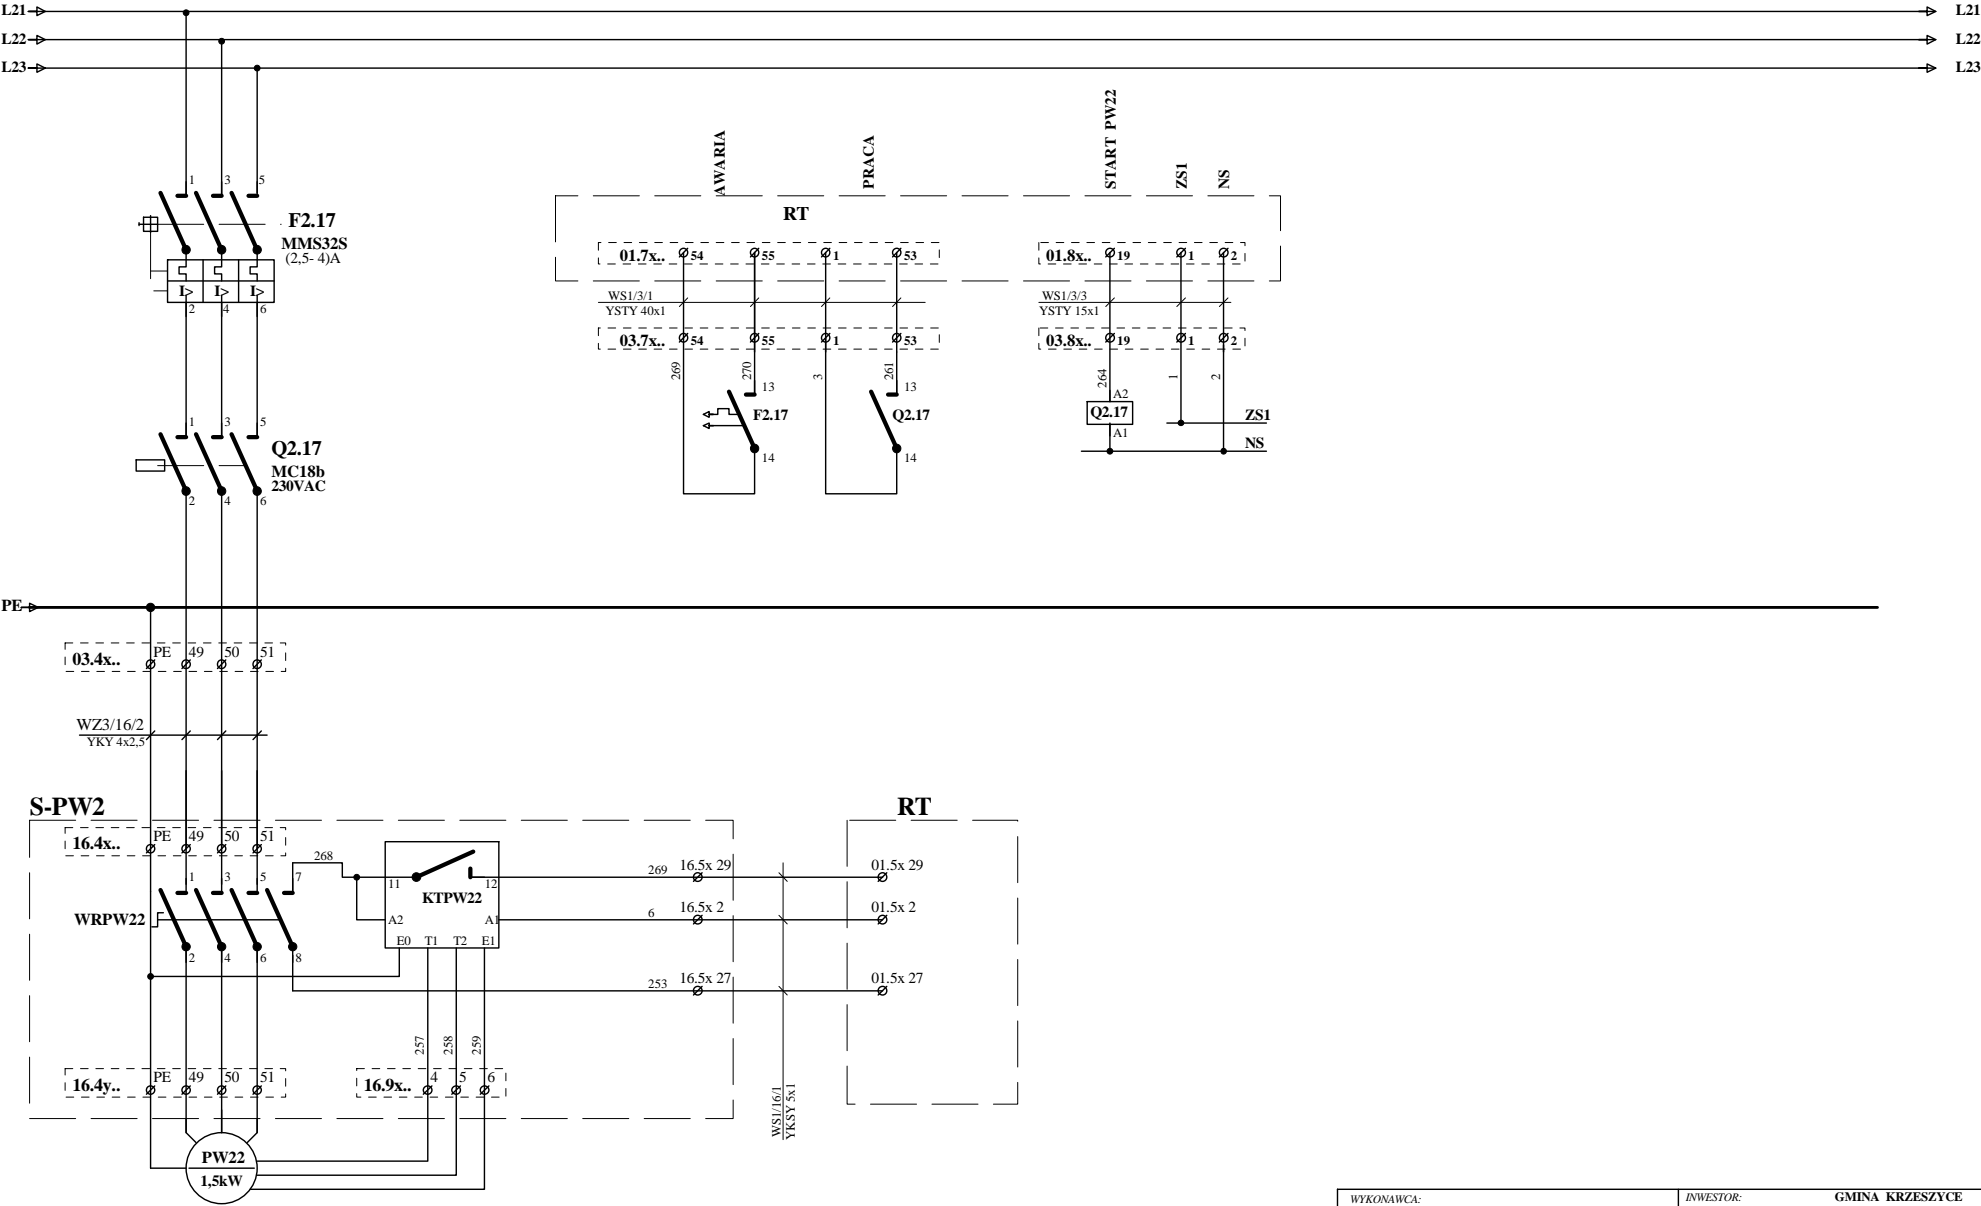 L21 L21
L22 L22
L23 L23
AWARIA PRACA START PW22 ZS1 NS
1 3 5
F2.17
MMS32S
(2,5- 4)A
I> I> I>
2 4 6
RT
01.7x.. 54 55 1 53
01.8x.. 19 1 2
WS1/3/1
YSTY 40x1
WS1/3/3
YSTY 15x1
03.7x.. 54 55 1 53
03.8x.. 19 1 2
269 270 3 261 264 1 2
13 13 A2
F2.17 Q2.17 Q2.17 ZS1
14 14 A1 NS
1 3 5
Q2.17
MC18b
230VAC
2 4 6
PE
03.4x.. PE 49 50 51
WZ3/16/2
YKY 4x2,5
S-PW2 RT
16.4x.. PE 49 50 51
268
1 3 5 7
WRPW22
2 4 6 8
11 12
KTPW22
A2 A1
E0 T1 T2 E1
269 16.5x 29 01.5x 29
6 16.5x 2 01.5x 2
253 16.5x 27 01.5x 27
257 258 259
16.4y.. PE 49 50 51
16.9x.. 4 5 6
WS1/16/1
YKSY 5x1
PW22
1,5kW
WYKONAWCA: INWESTOR: GMINA KRZESZYCE